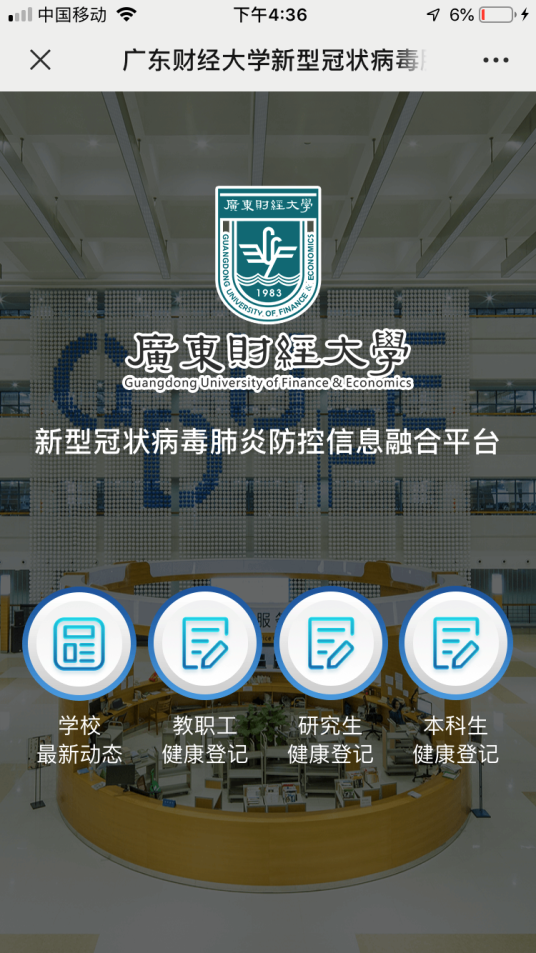 中国移动
下午4:36
6%
广东财经大学新型冠状病毒
廣東財經大學
GUANGDONG UNIVERSITY OF FINANCE & ECONOMICS
1983
廣東財經大學
Guangdong University of Finance & Economics
GDUFE
新型冠状病毒肺炎防控信息融合平台
服务
学校
最新动态
教职工
健康登记
研究生
健康登记
本科生
健康登记